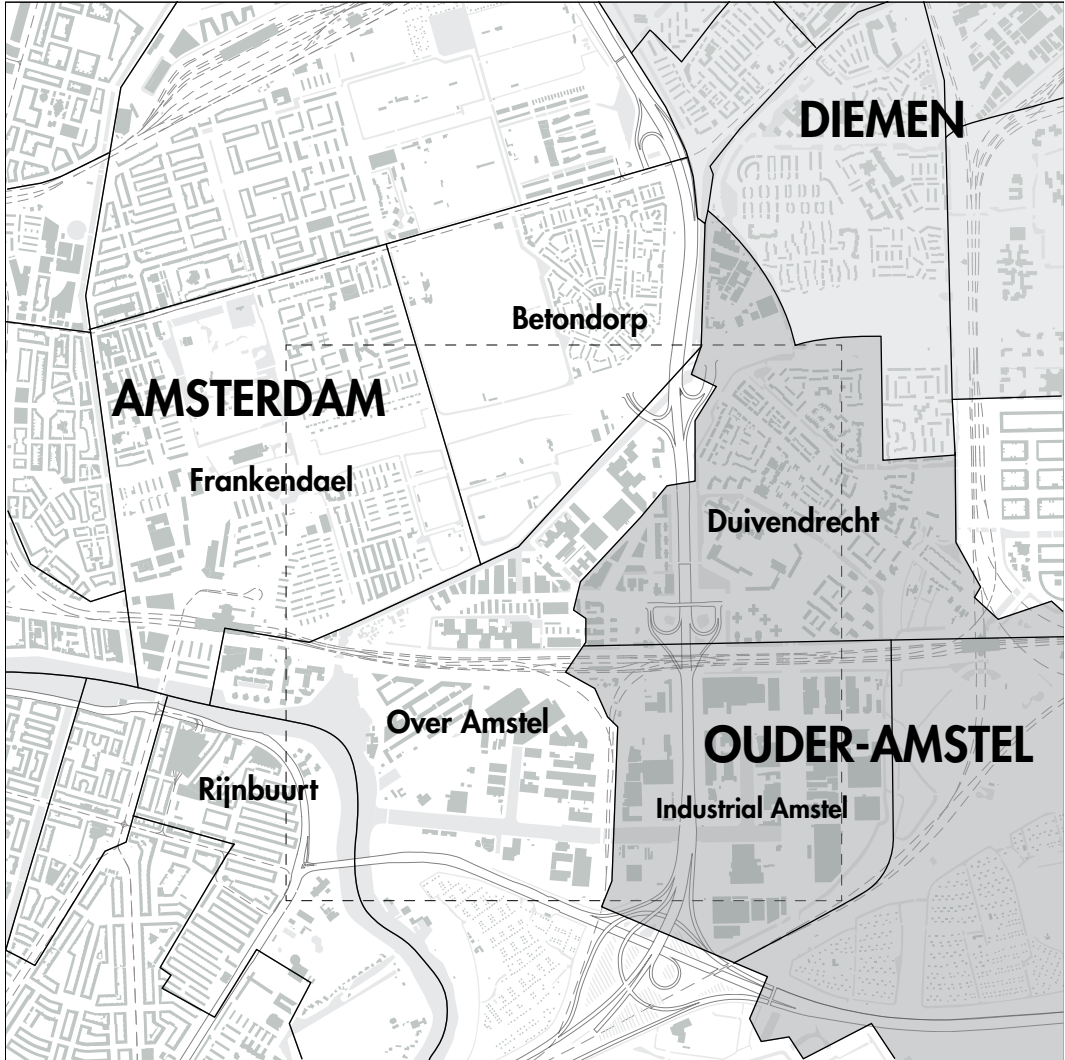 DIEMEN
Betondorp
AMSTERDAM
Frankendael
Duivendrecht
Over Amstel
OUDER-AMSTEL
Rijnbuurt
Industrial Amstel